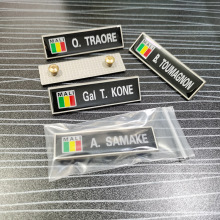 MALI
O. TRAORE
MALI
B. TOUMAGNON
MALI
Gal T. KONE
MALI
A. SAMAKE